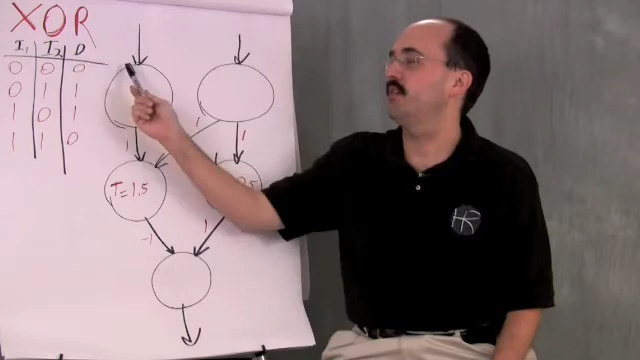 XOR
I₁ I₂ D
0 0 0
0 1 1
1 0 1
1 1 0
1 1 1
T=1.5 .5
-1 1